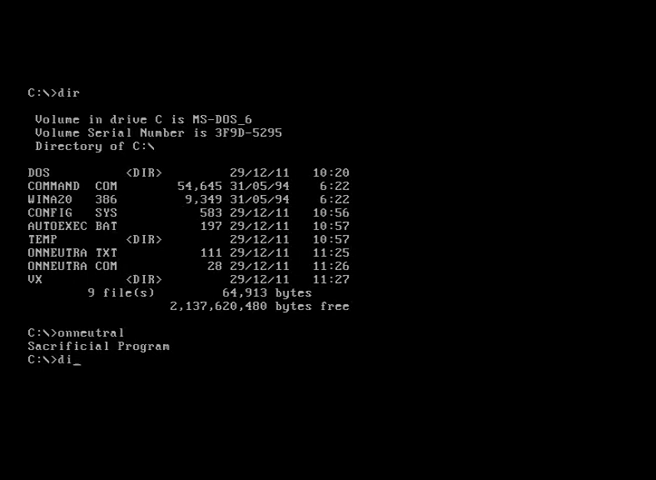 C:\>dir
Volume in drive C is MS-DOS_6
Volume Serial Number is 3F9D-5295
Directory of C:\
DOS <DIR> 29/12/11 10:20
COMMAND COM 54,645 31/05/94 6:22
WINA20 386 9,349 31/05/94 6:22
CONFIG SYS 503 29/12/11 10:56
AUTOEXEC BAT 197 29/12/11 10:57
TEMP <DIR> 29/12/11 10:57
ONNEUTRA TXT 111 29/12/11 11:25
ONNEUTRA COM 28 29/12/11 11:26
VX <DIR> 29/12/11 11:27
9 file(s) 64,913 bytes
2,137,620,480 bytes free
C:\>onneutral
Sacrificial Program
C:\>di_